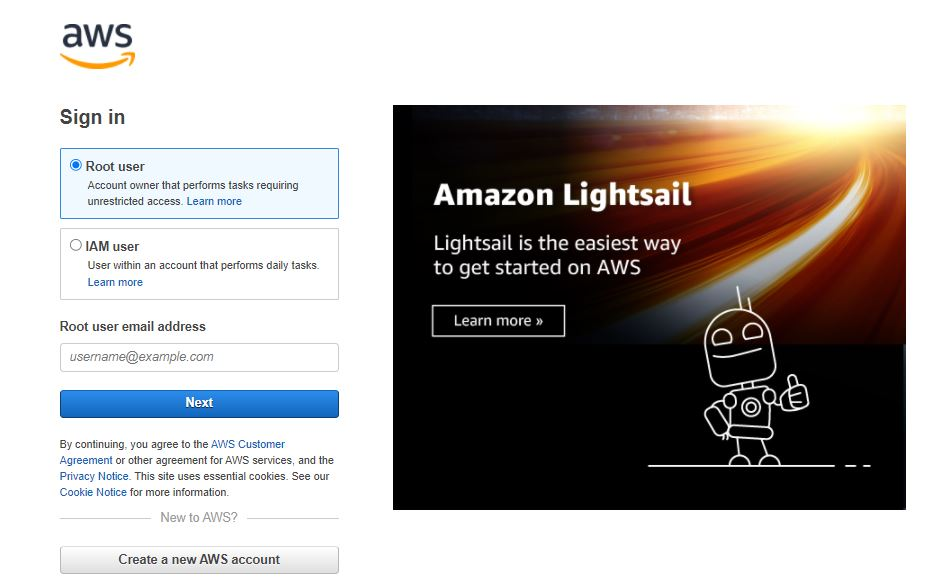 aws
Sign in
Root user
Account owner that performs tasks requiring
unrestricted access. Learn more
IAM user
User within an account that performs daily tasks.
Learn more
Root user email address
username@example.com
Next
By continuing, you agree to the AWS Customer
Agreement or other agreement for AWS services, and the
Privacy Notice. This site uses essential cookies. See our
Cookie Notice for more information.
New to AWS?
Create a new AWS account
Amazon Lightsail
Lightsail is the easiest way
to get started on AWS
Learn more »